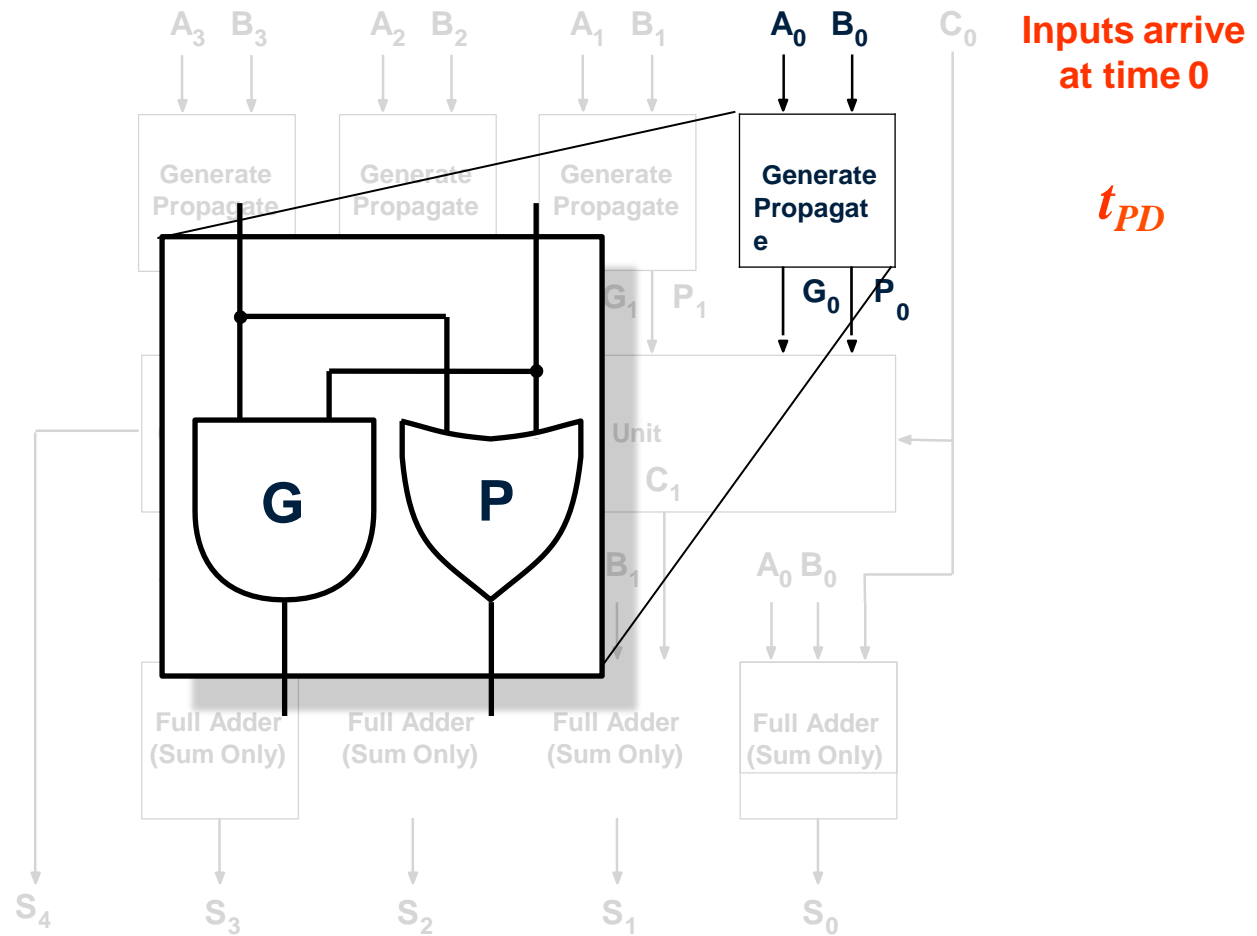 A₃ B₃ A₂ B₂ A₁ B₁ A₀ B₀ C₀
Inputs arrive
at time 0
Generate
Propagate
Generate
Propagate
Generate
Propagate
Generate
Propagat
e
t_PD
G₁ P₁ G₀ P₀
G P
Unit
C₁
B₁ A₀ B₀
Full Adder
(Sum Only)
Full Adder
(Sum Only)
Full Adder
(Sum Only)
Full Adder
(Sum Only)
S₄ S₃ S₂ S₁ S₀